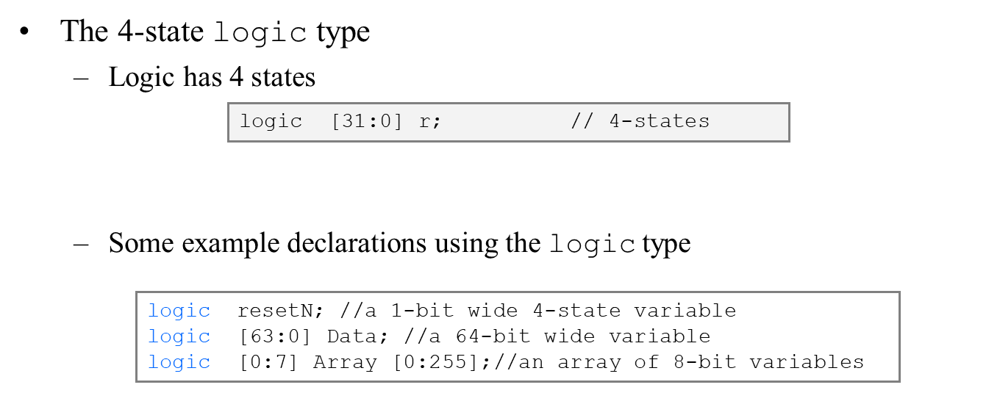 • The 4-state logic type
– Logic has 4 states
logic [31:0] r; // 4-states
– Some example declarations using the logic type
logic resetN; //a 1-bit wide 4-state variable
logic [63:0] Data; //a 64-bit wide variable
logic [0:7] Array [0:255];//an array of 8-bit variables